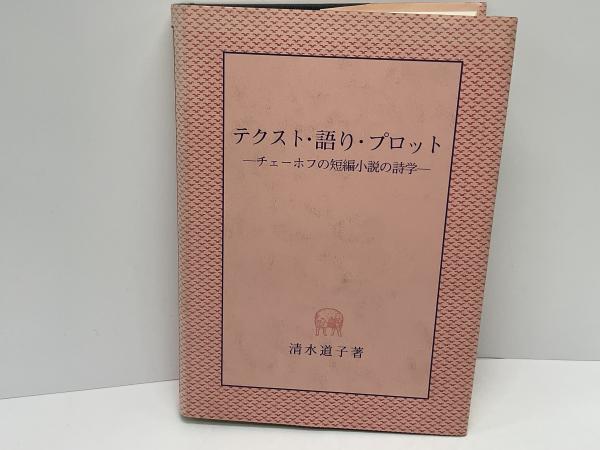 テクスト・語り・プロット
―チェーホフの短編小説の詩学―
清水道子著